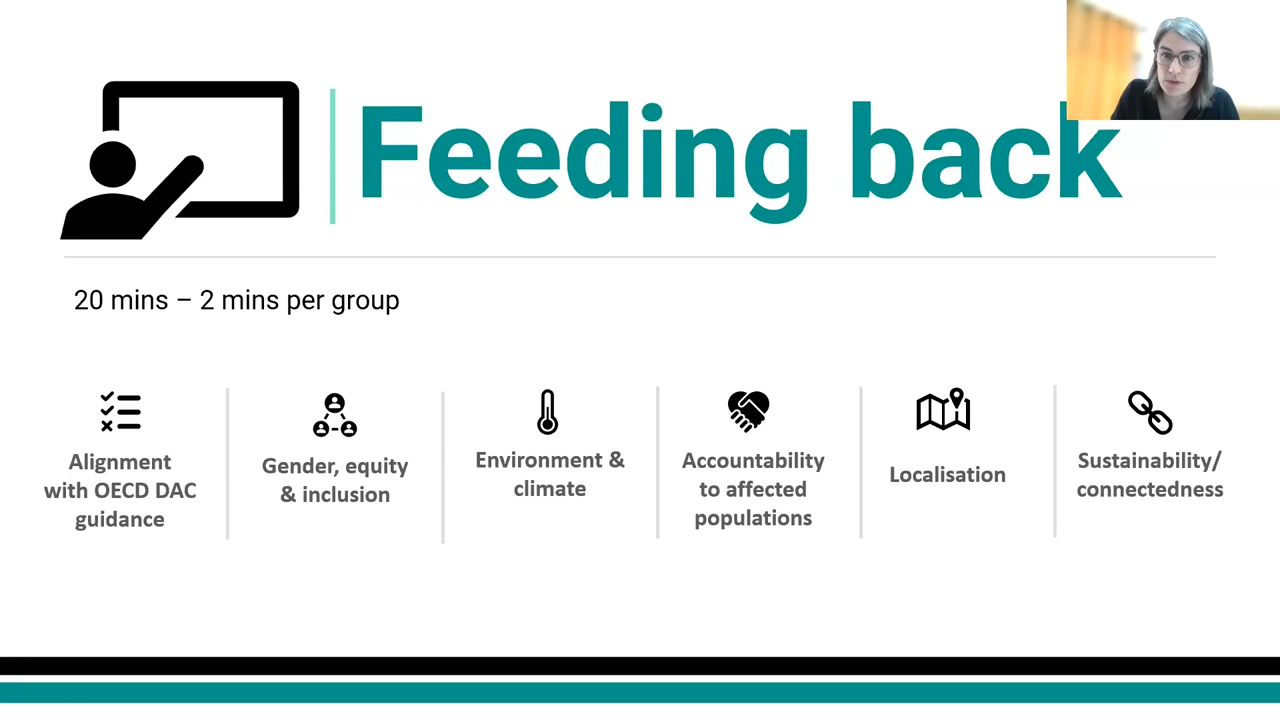 Feeding back
20 mins – 2 mins per group
Alignment
with OECD DAC
guidance
Gender, equity
& inclusion
Environment &
climate
Accountability
to affected
populations
Localisation
Sustainability/
connectedness